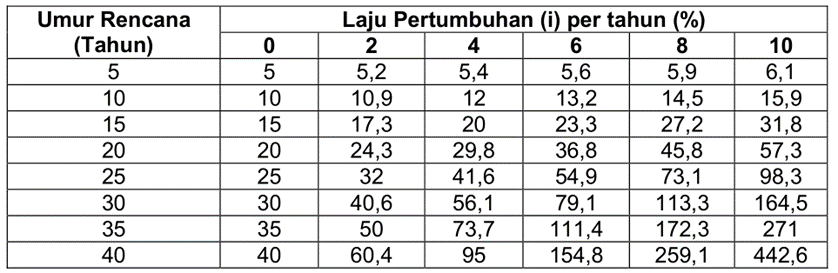 Umur Rencana (Tahun) Laju Pertumbuhan (i) per tahun (%)
0 2 4 6 8 10
5 5 5,2 5,4 5,6 5,9 6,1
10 10 10,9 12 13,2 14,5 15,9
15 15 17,3 20 23,3 27,2 31,8
20 20 24,3 29,8 36,8 45,8 57,3
25 25 32 41,6 54,9 73,1 98,3
30 30 40,6 56,1 79,1 113,3 164,5
35 35 50 73,7 111,4 172,3 271
40 40 60,4 95 154,8 259,1 442,6